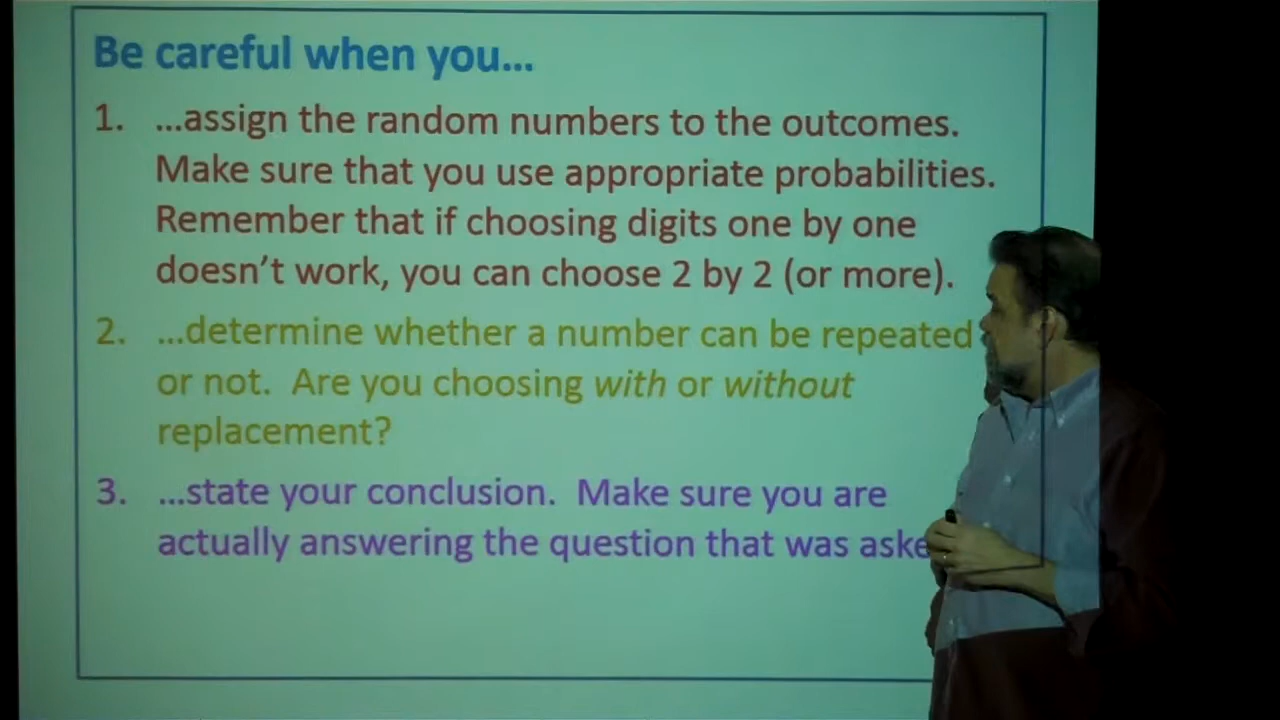 Be careful when you...
1. ...assign the random numbers to the outcomes.
Make sure that you use appropriate probabilities.
Remember that if choosing digits one by one
doesn't work, you can choose 2 by 2 (or more).
2. ...determine whether a number can be repeated
or not. Are you choosing with or without
replacement?
3. ...state your conclusion. Make sure you are
actually answering the question that was aske